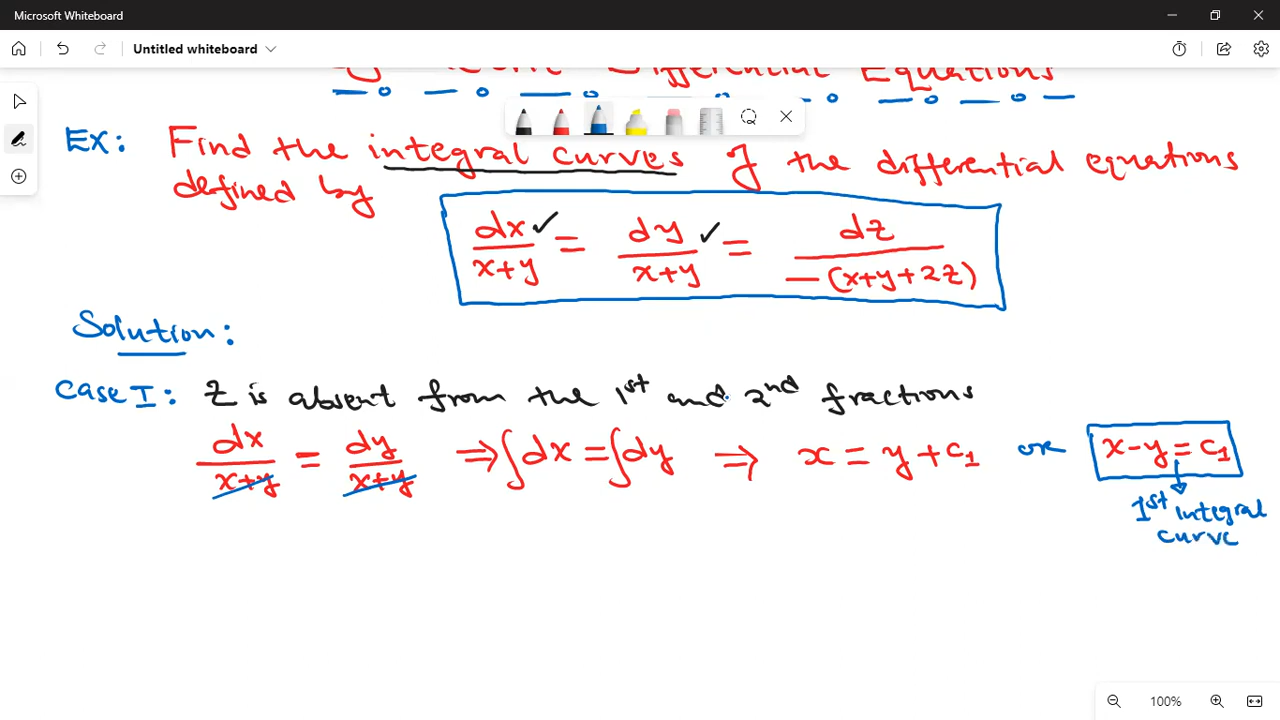 Microsoft Whiteboard
Untitled whiteboard
Differential Equations
EX: Find the integral curves of the differential equations
defined by
dx/(x+y) = dy/(x+y) = dz/-(x+y+2z)
Solution:
Case I: z is absent from the 1st and 2nd fractions
dx/(x+y) = dy/(x+y) ⇒ ∫dx = ∫dy ⇒ x = y + c₁ or x-y = c₁
1st integral
curve
100%